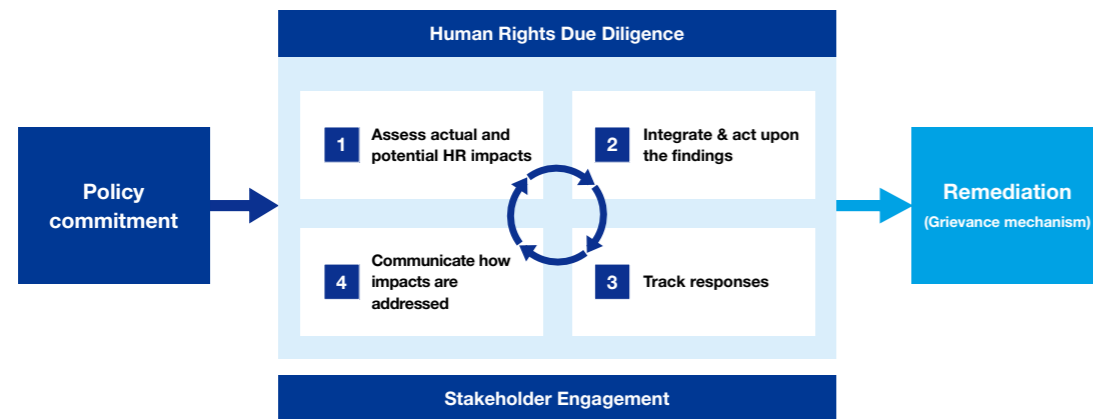 Human Rights Due Diligence
Policy
commitment
1
Assess actual and
potential HR impacts
2
Integrate & act upon
the findings
4
Communicate how
impacts are
addressed
3
Track responses
Remediation
(Grievance mechanism)
Stakeholder Engagement